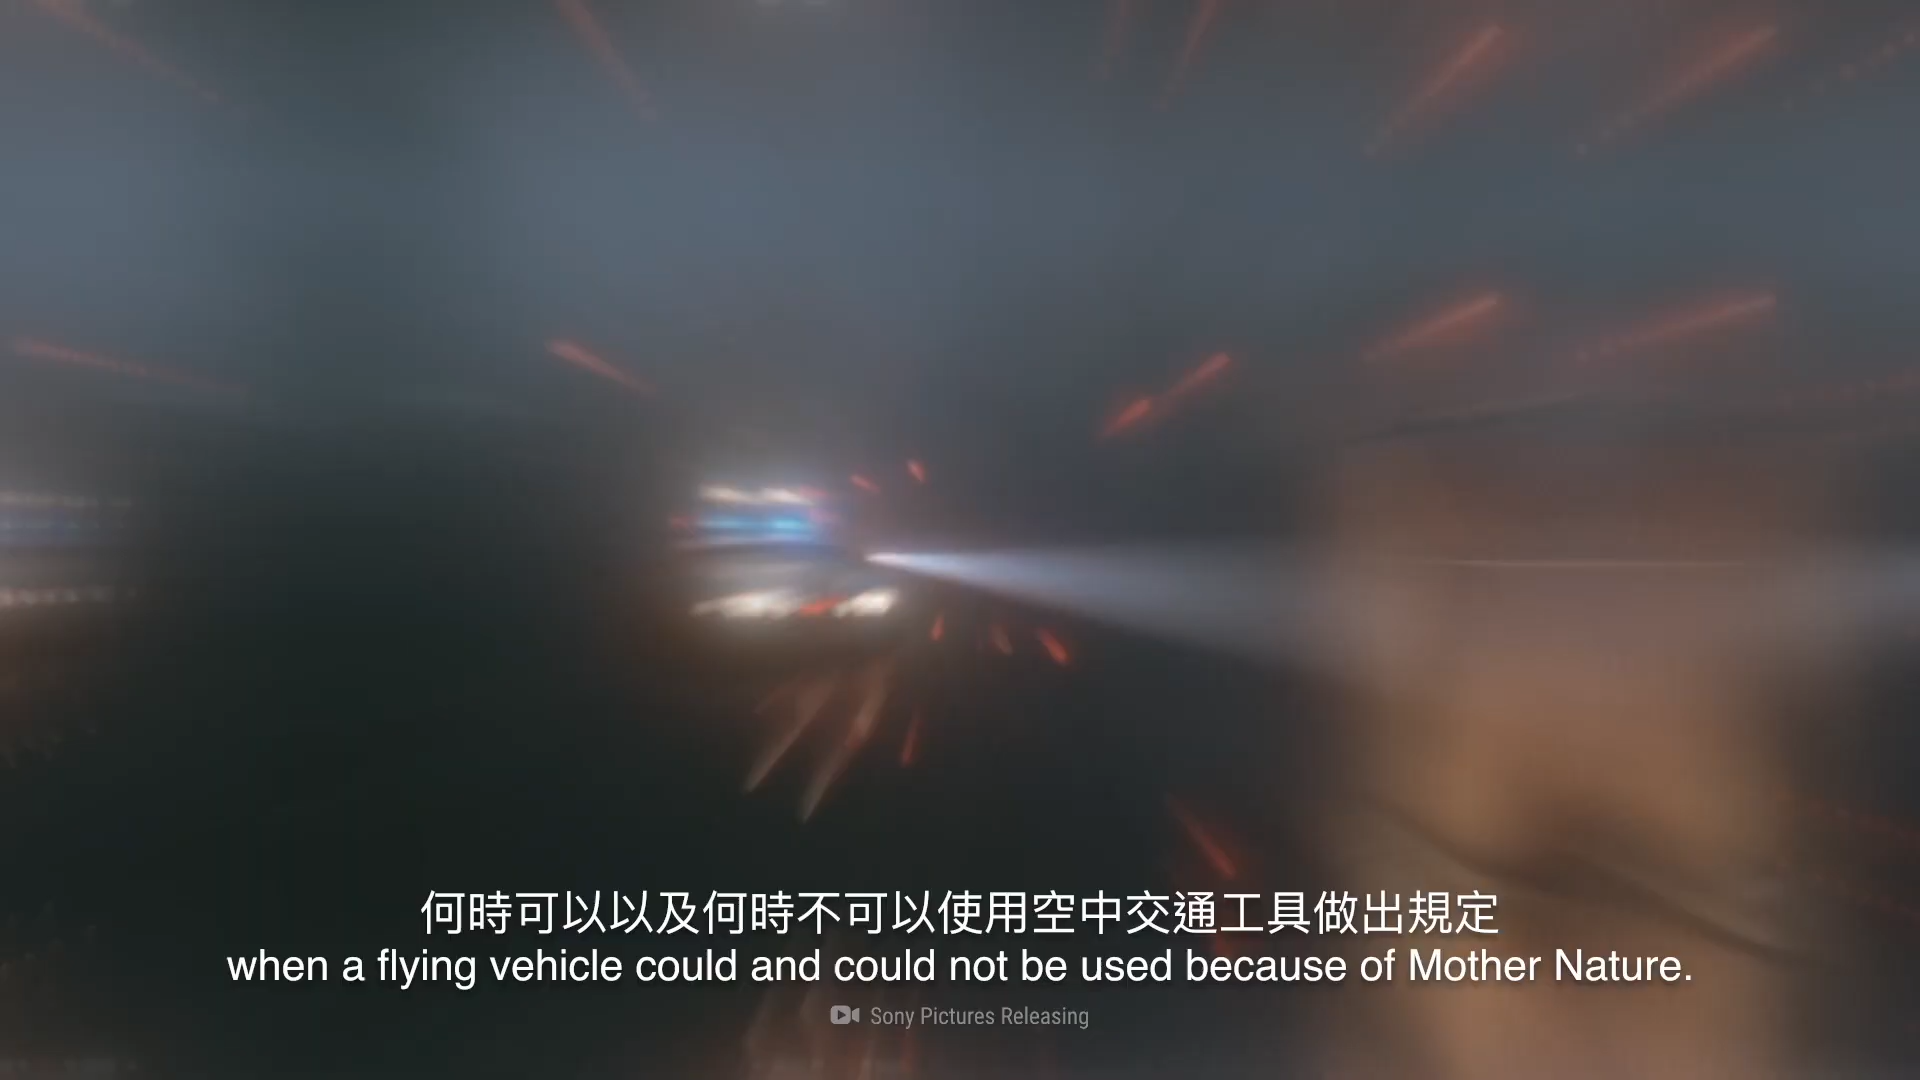 何時可以以及何時不可以使用空中交通工具做出規定
when a flying vehicle could and could not be used because of Mother Nature.
Sony Pictures Releasing